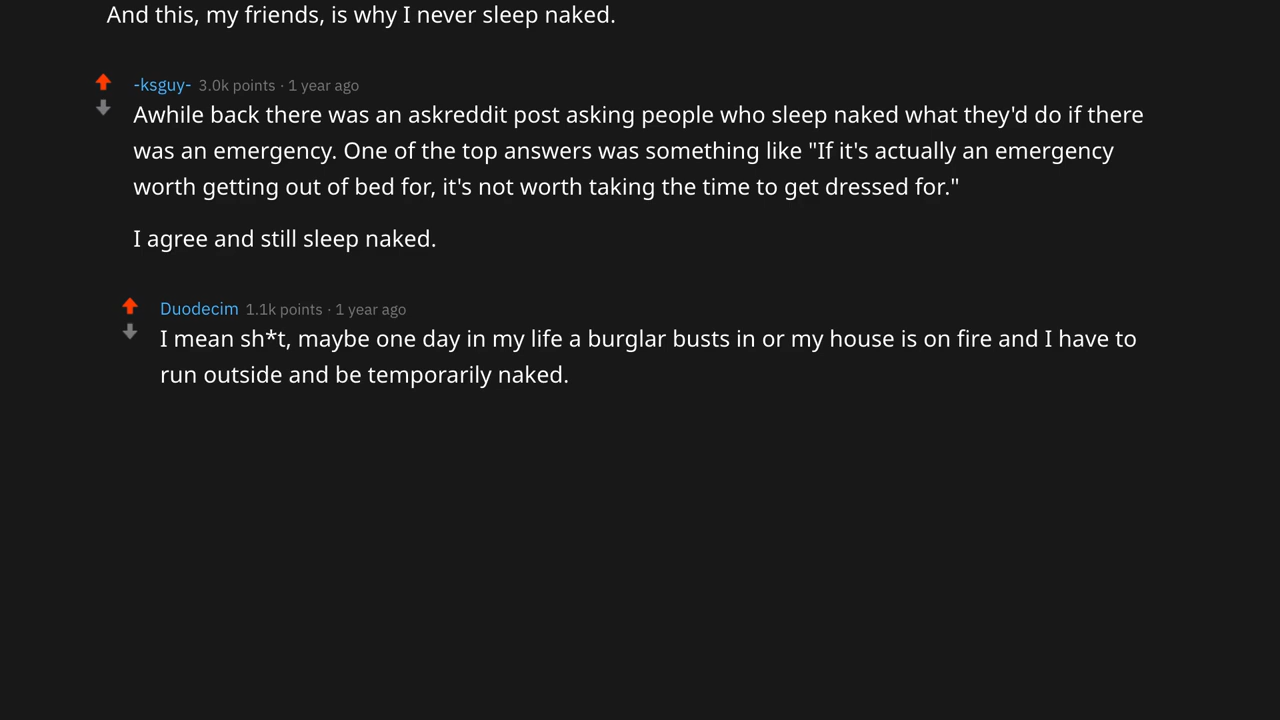 And this, my friends, is why I never sleep naked.
-ksguy- 3.0k points · 1 year ago
Awhile back there was an askreddit post asking people who sleep naked what they'd do if there
was an emergency. One of the top answers was something like "If it's actually an emergency
worth getting out of bed for, it's not worth taking the time to get dressed for."
I agree and still sleep naked.
Duodecim 1.1k points · 1 year ago
I mean sh*t, maybe one day in my life a burglar busts in or my house is on fire and I have to
run outside and be temporarily naked.